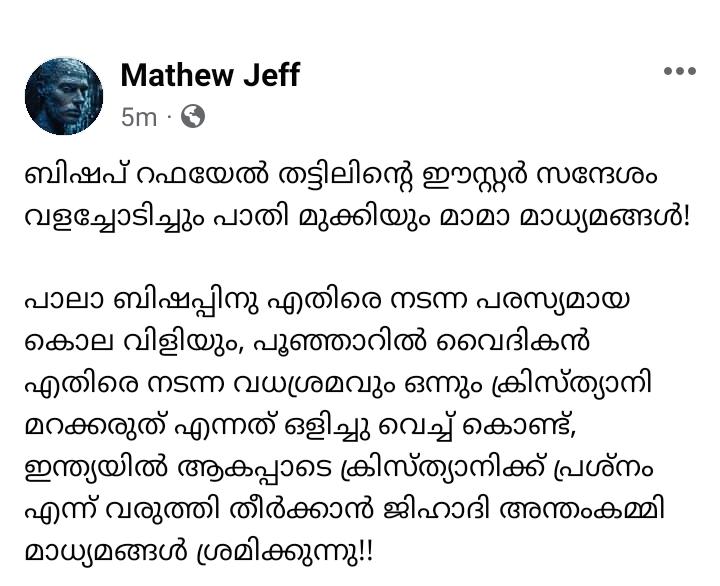 Mathew Jeff
5m ·
ബിഷപ് റഫയേൽ തട്ടിലിന്റെ ഈസ്റ്റർ സന്ദേശം
വളച്ചോടിച്ചും പാതി മുക്കിയും മാമാ മാധ്യമങ്ങൾ!
പാലാ ബിഷപ്പിനു എതിരെ നടന്ന പരസ്യമായ
കൊല വിളിയും, പൂഞ്ഞാറിൽ വൈദികൻ
എതിരെ നടന്ന വധശ്രമവും ഒന്നും ക്രിസ്ത്യാനി
മറക്കരുത് എന്നത് ഒളിച്ചു വെച്ച് കൊണ്ട്,
ഇന്ത്യയിൽ ആകപ്പാടെ ക്രിസ്ത്യാനിക്ക് പ്രശ്നം
എന്ന് വരുത്തി തീർക്കാൻ ജിഹാദി അന്തംകമ്മി
മാധ്യമങ്ങൾ ശ്രമിക്കുന്നു!!